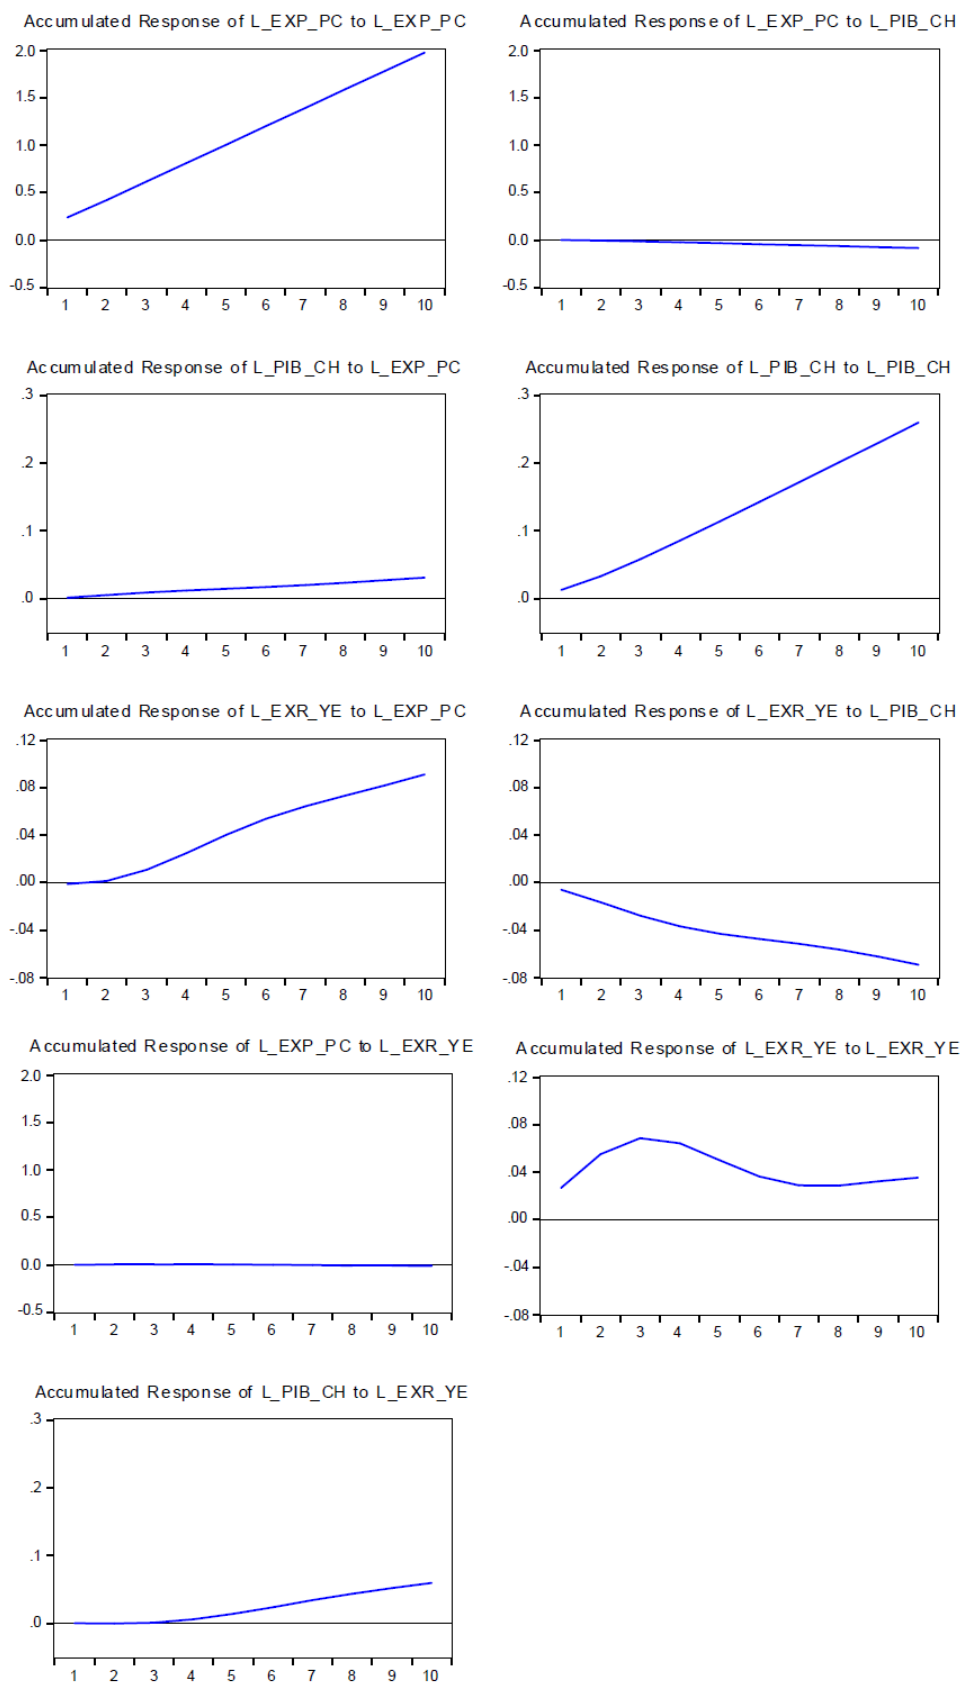 Accumulated Response of L_EXP_PC to L_EXP_PC
2.0
1.5
1.0
0.5
0.0
-0.5
1 2 3 4 5 6 7 8 9 10
Accumulated Response of L_EXP_PC to L_PIB_CH
2.0
1.5
1.0
0.5
0.0
-0.5
1 2 3 4 5 6 7 8 9 10
Accumulated Response of L_PIB_CH to L_EXP_PC
.3
.2
.1
.0
1 2 3 4 5 6 7 8 9 10
Accumulated Response of L_PIB_CH to L_PIB_CH
.3
.2
.1
.0
1 2 3 4 5 6 7 8 9 10
Accumulated Response of L_EXR_YE to L_EXP_PC
.12
.08
.04
.00
-.04
-.08
1 2 3 4 5 6 7 8 9 10
Accumulated Response of L_EXR_YE to L_PIB_CH
.12
.08
.04
.00
-.04
-.08
1 2 3 4 5 6 7 8 9 10
Accumulated Response of L_EXP_PC to L_EXR_YE
2.0
1.5
1.0
0.5
0.0
-0.5
1 2 3 4 5 6 7 8 9 10
Accumulated Response of L_EXR_YE to L_EXR_YE
.12
.08
.04
.00
-.04
-.08
1 2 3 4 5 6 7 8 9 10
Accumulated Response of L_PIB_CH to L_EXR_YE
.3
.2
.1
.0
1 2 3 4 5 6 7 8 9 10